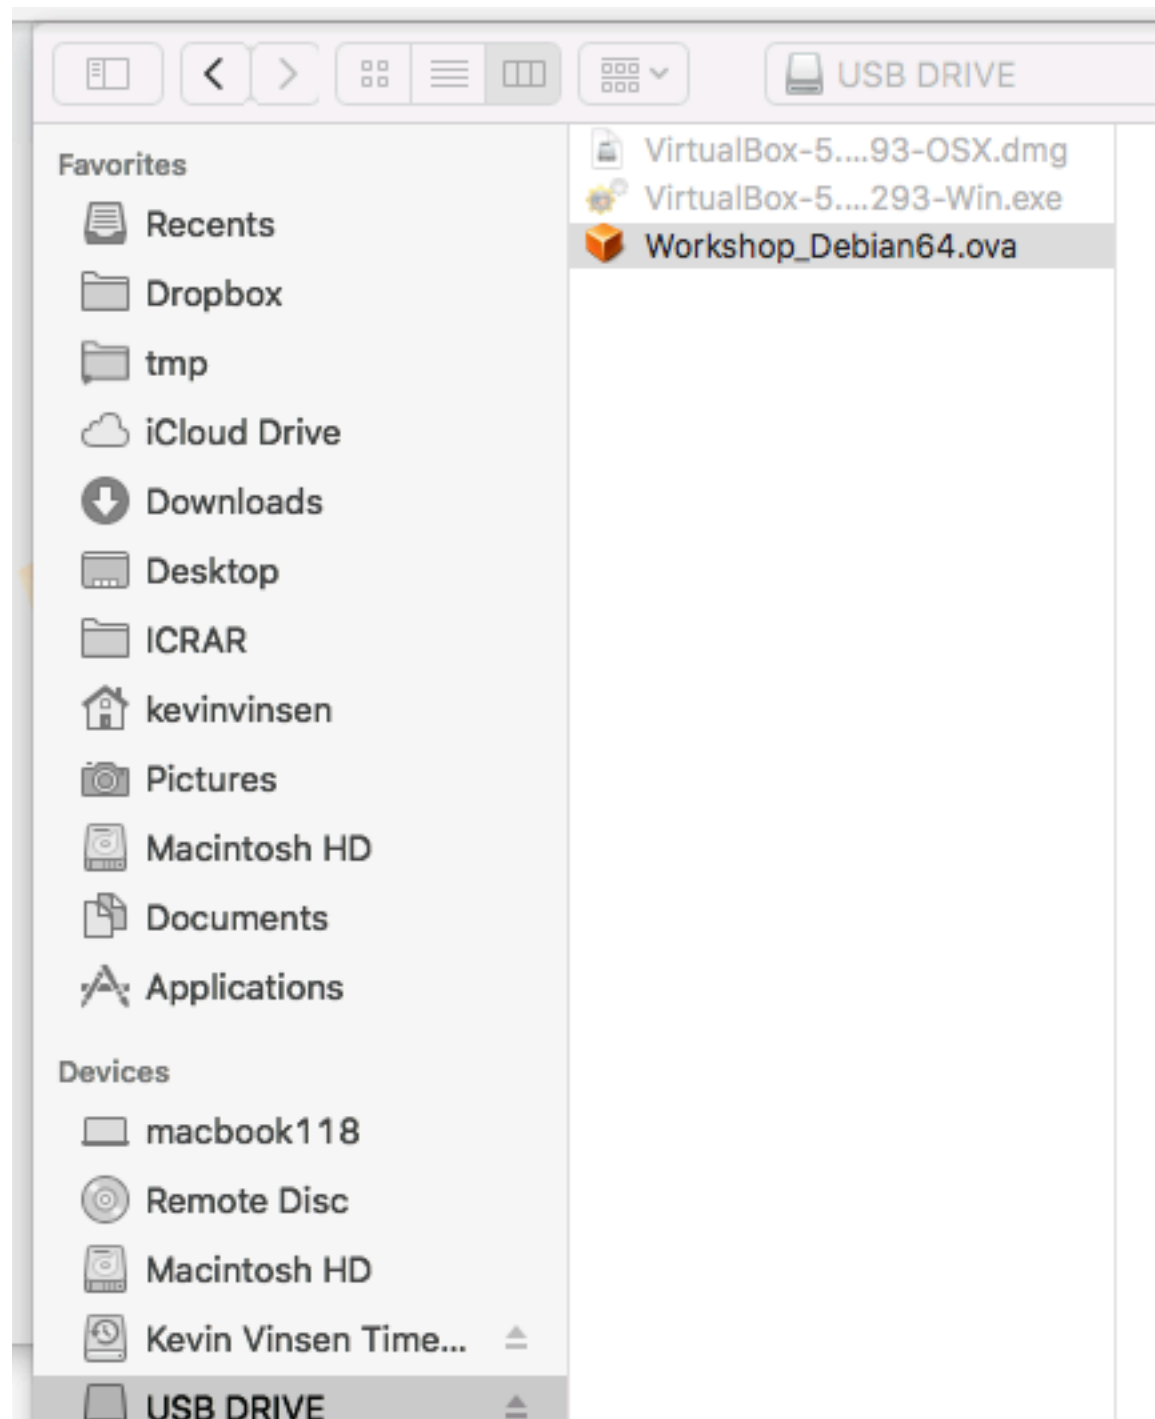 USB DRIVE
Favorites
Recents
Dropbox
tmp
iCloud Drive
Downloads
Desktop
ICRAR
kevinvinsen
Pictures
Macintosh HD
Documents
Applications
Devices
macbook118
Remote Disc
Macintosh HD
Kevin Vinsen Time...
USB DRIVE
VirtualBox-5....93-OSX.dmg
VirtualBox-5....293-Win.exe
Workshop_Debian64.ova